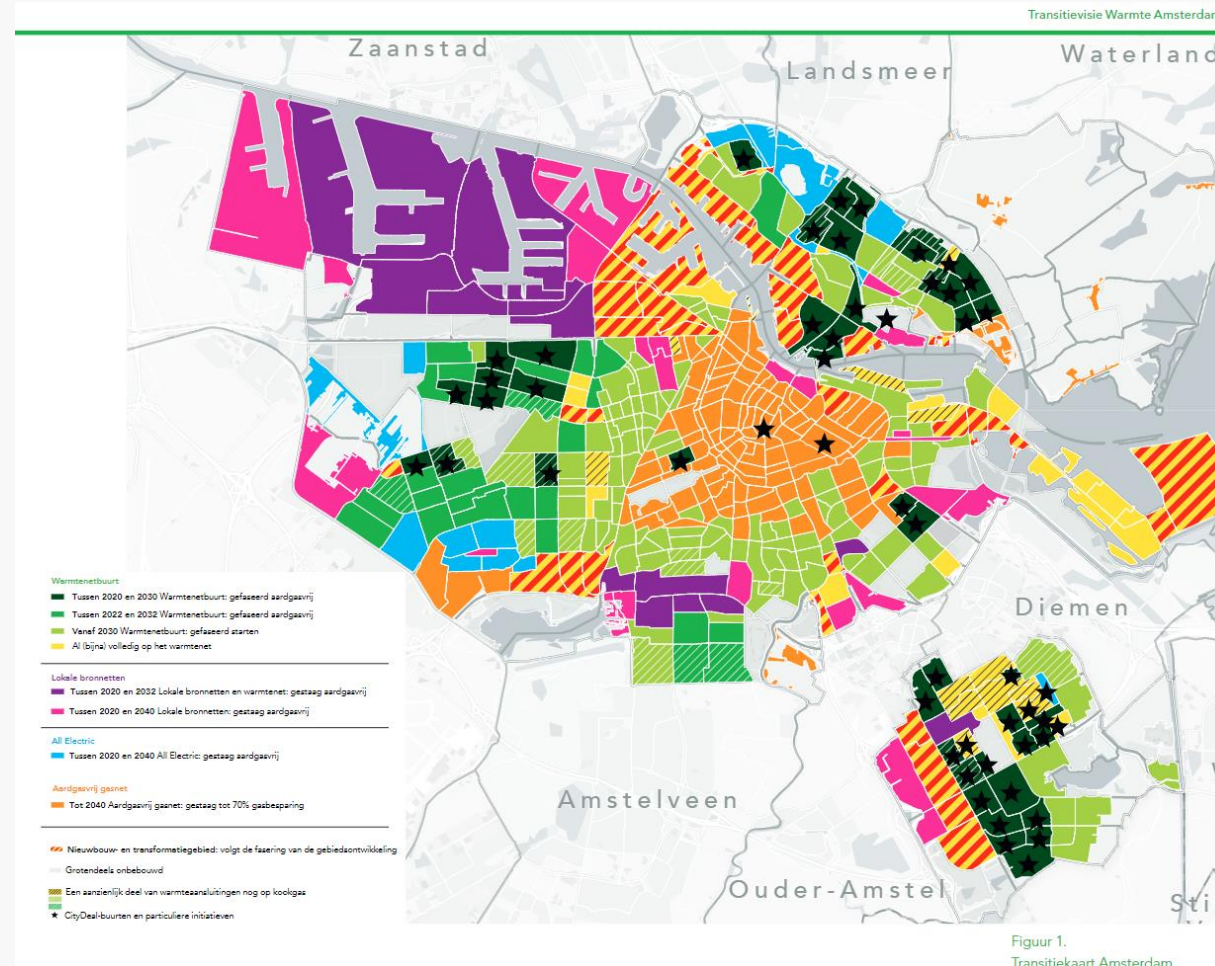 Transitievisie Warmte Amsterdam
Zaanstad
Landsmeer
Waterland
Diemen
Amstelveen
Ouder-Amstel
Sti
Warmtenetbuurt
Tussen 2020 en 2030 Warmtenetbuurt: gefaseerd aardgasvrij
Tussen 2022 en 2032 Warmtenetbuurt: gefaseerd aardgasvrij
Vanaf 2030 Warmtenetbuurt: gefaseerd starten
Al (bijna) volledig op het warmtenet
Lokale bronnetten
Tussen 2020 en 2032 Lokale bronnetten en warmtenet: gestaag aardgasvrij
Tussen 2020 en 2040 Lokale bronnetten: gestaag aardgasvrij
All Electric
Tussen 2020 en 2040 All Electric: gestaag aardgasvrij
Aardgasvrij gasnet
Tot 2040 Aardgasvrij gasnet: gestaag tot 70% gasbesparing
Nieuwbouw- en transformatiegebied: volgt de fasering van de gebiedsontwikkeling
Grotendeels onbebouwd
Een aanzienlijk deel van warmteaansluitingen nog op kookgas
CityDeal-buurten en particuliere initiatieven
Figuur 1.
Transitiekaart Amsterdam